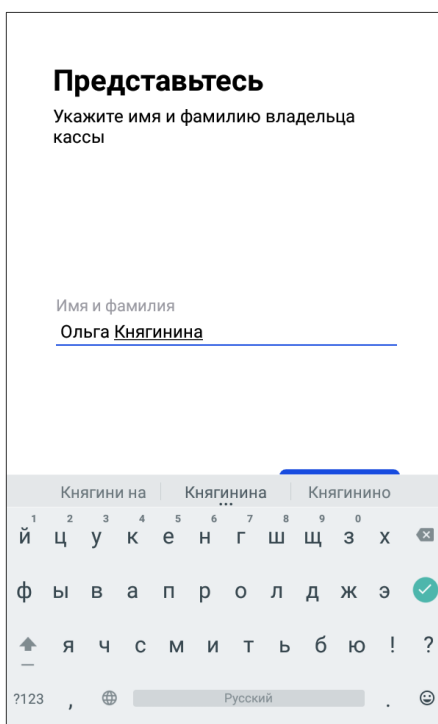 Представьтесь
Укажите имя и фамилию владельца
кассы
Имя и фамилия
Ольга Княгинина
Княгини на Княгинина Княгинино
1 2 3 4 5 6 7 8 9 0
й ц у к е н г ш щ з х
ф ы в а п р о л д ж э
я ч с м и т ь б ю ! ?
?123 , Русский .